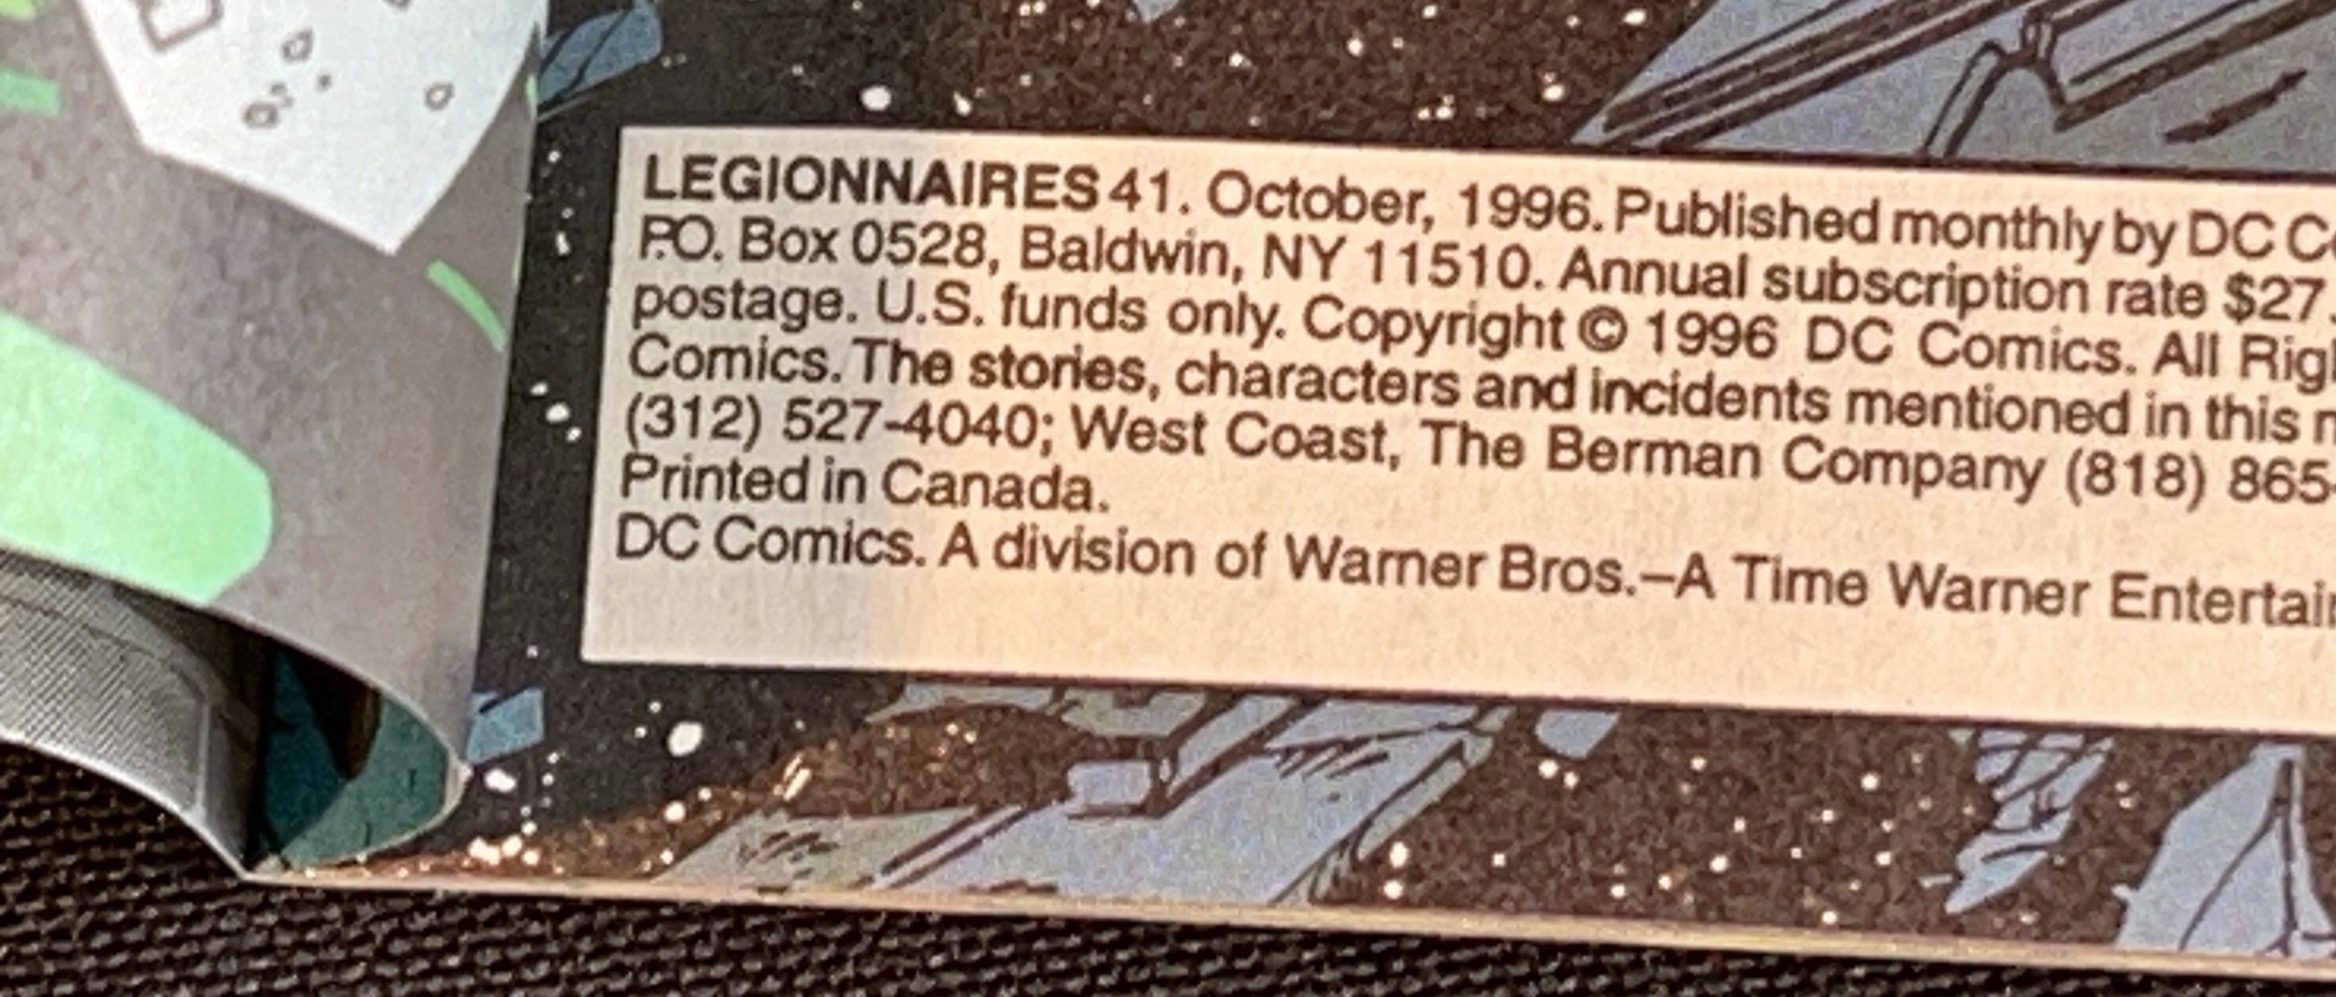 LEGIONNAIRES 41. October, 1996. Published monthly by DC C
P.O. Box 0528, Baldwin, NY 11510. Annual subscription rate $27.
postage. U.S. funds only. Copyright © 1996 DC Comics. All Rig
Comics. The stories, characters and incidents mentioned in this
(312) 527-4040; West Coast, The Berman Company (818) 865-
Printed in Canada.
DC Comics. A division of Warner Bros.–A Time Warner Entertai